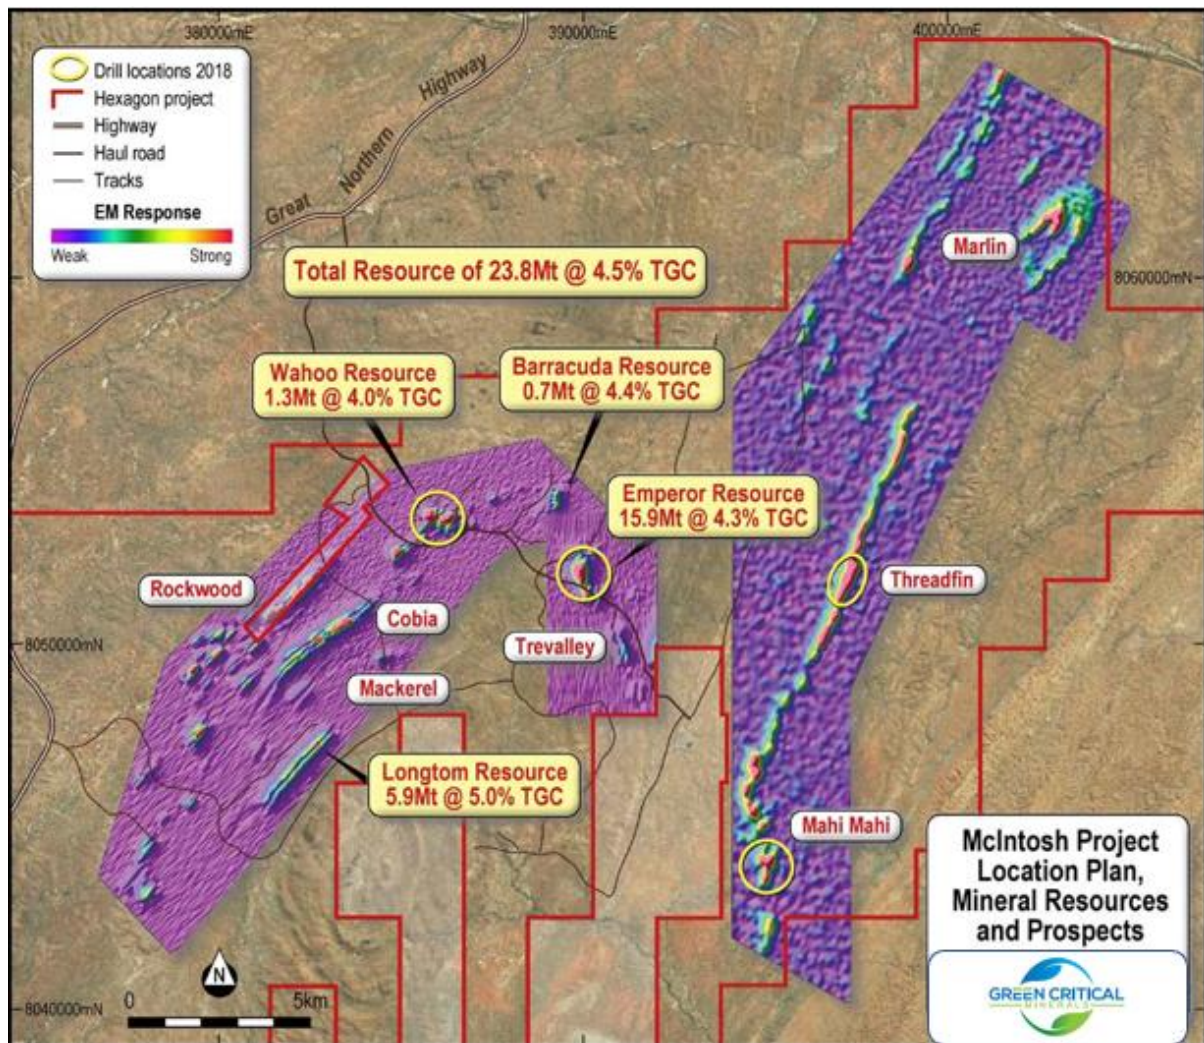 380000mE
390000mE
400000mE
Drill locations 2018
Hexagon project
Highway
Haul road
Tracks
EM Response
Weak
Strong
Great Northern Highway
Total Resource of 23.8Mt @ 4.5% TGC
Marlin
8060000mN
Wahoo Resource
1.3Mt @ 4.0% TGC
Barracuda Resource
0.7Mt @ 4.4% TGC
Emperor Resource
15.9Mt @ 4.3% TGC
Rockwood
Threadfin
Cobia
8050000mN
Trevalley
Mackerel
Longtom Resource
5.9Mt @ 5.0% TGC
Mahi Mahi
McIntosh Project
Location Plan,
Mineral Resources
and Prospects
N
0
5km
8040000mN
GREEN CRITICAL
MINERALS